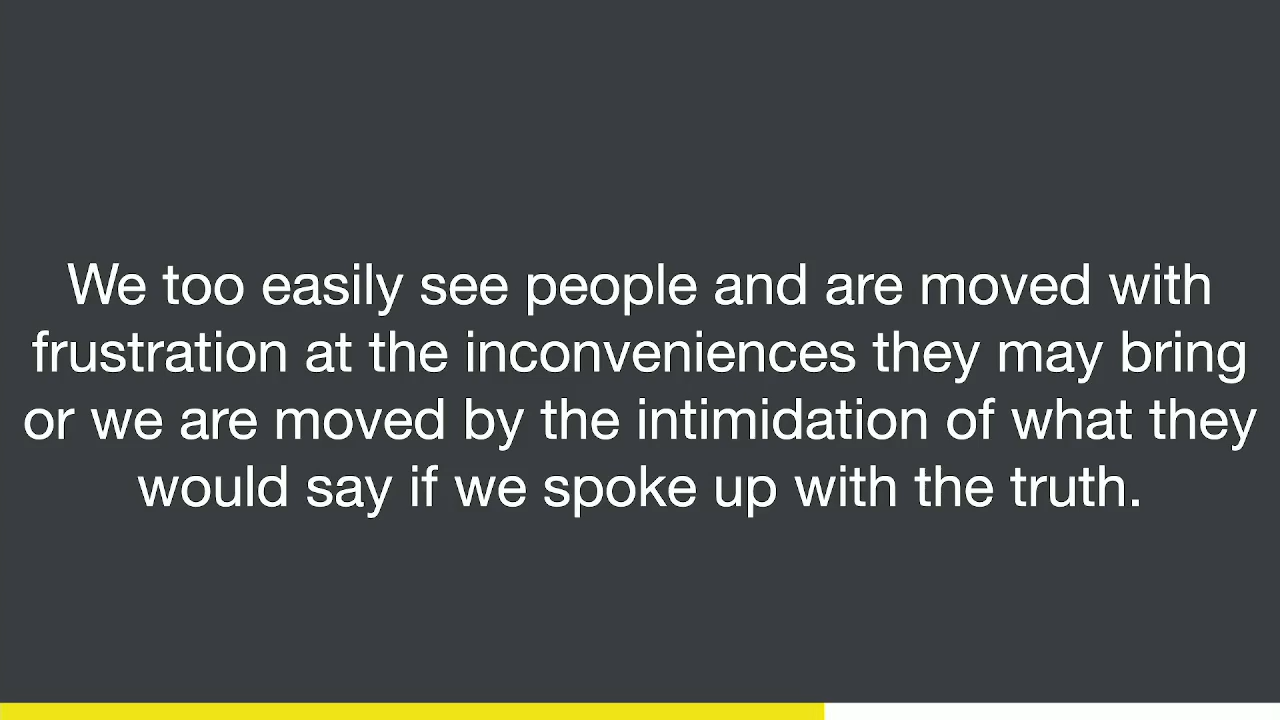 We too easily see people and are moved with
frustration at the inconveniences they may bring
or we are moved by the intimidation of what they
would say if we spoke up with the truth.